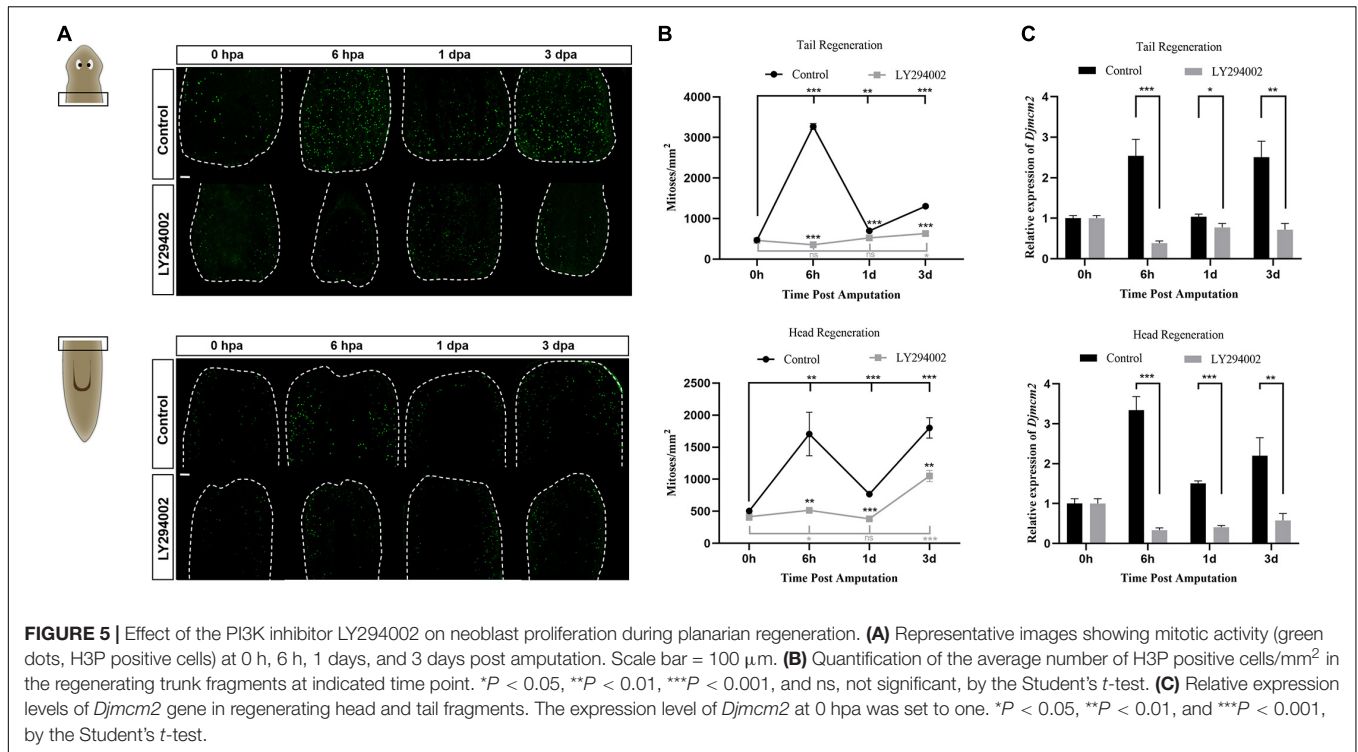 A
0 hpa 6 hpa 1 dpa 3 dpa
Control
LY294002
0 hpa 6 hpa 1 dpa 3 dpa
Control
LY294002
B
Tail Regeneration
Control LY294002
*** ** ***
4000
3000
2000
1000
0
Mitoses/mm²
*** *** ***
ns ns *
0h 6h 1d 3d
Time Post Amputation
Head Regeneration
Control LY294002
** *** ***
2500
2000
1500
1000
500
0
Mitoses/mm²
** *** **
* ns ***
0h 6h 1d 3d
Time Post Amputation
C
Tail Regeneration
Control LY294002
*** * **
4
3
2
1
0
Relative expression of Djmcm2
0h 6h 1d 3d
Time Post Amputation
Head Regeneration
Control LY294002
*** *** **
4
3
2
1
0
Relative expression of Djmcm2
0h 6h 1d 3d
Time Post Amputation
FIGURE 5 | Effect of the PI3K inhibitor LY294002 on neoblast proliferation during planarian regeneration. (A) Representative images showing mitotic activity (green
dots, H3P positive cells) at 0 h, 6 h, 1 days, and 3 days post amputation. Scale bar = 100 μm. (B) Quantification of the average number of H3P positive cells/mm² in
the regenerating trunk fragments at indicated time point. *P < 0.05, **P < 0.01, ***P < 0.001, and ns, not significant, by the Student's t-test. (C) Relative expression
levels of Djmcm2 gene in regenerating head and tail fragments. The expression level of Djmcm2 at 0 hpa was set to one. *P < 0.05, **P < 0.01, and ***P < 0.001,
by the Student's t-test.